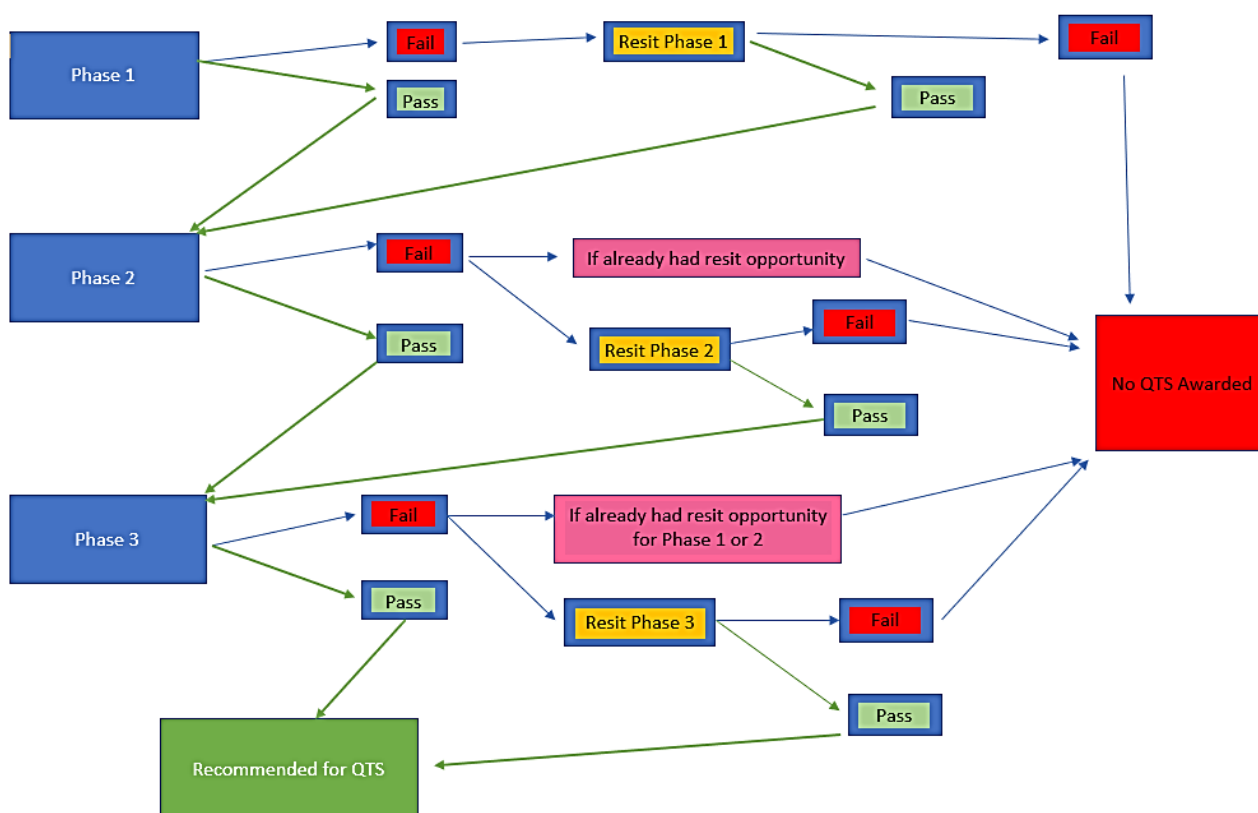 Fail
Resit Phase 1
Fail
Phase 1
Pass
Pass
Fail
If already had resit opportunity
Phase 2
Fail
Pass
Resit Phase 2
No QTS Awarded
Pass
Fail
If already had resit opportunity
for Phase 1 or 2
Phase 3
Pass
Resit Phase 3
Fail
Pass
Recommended for QTS